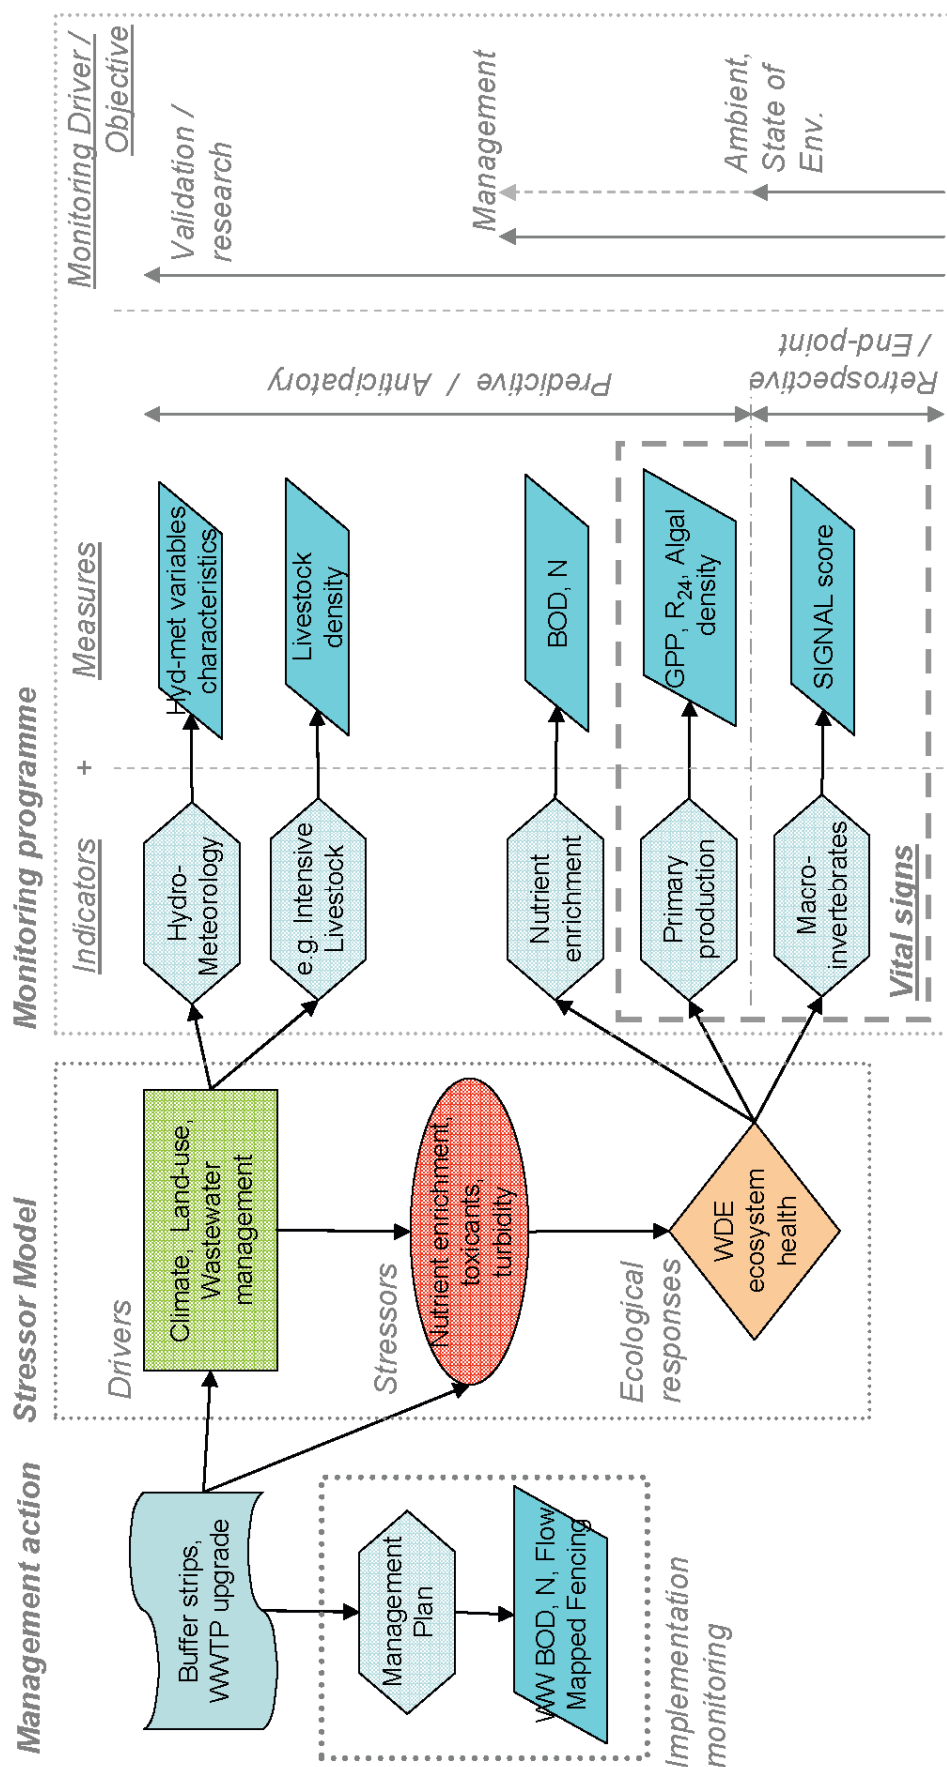 Management action
Stressor Model
Monitoring programme
Buffer strips,
WWTP upgrade
Management
Plan
WW BOD, N, Flow
Mapped Fencing
Implementation
monitoring
Drivers
Climate, Land-use,
Wastewater
management
Stressors
Nutrient enrichment,
toxicants,
turbidity
Ecological
responses
WDE
ecosystem
health
Indicators
+
Measures
Hydro-
Meteorology
Hyd-met variables
characteristics
e.g. Intensive
Livestock
Livestock
density
Nutrient
enrichment
BOD, N
Primary
production
GPP, R24, Algal
density
Macro-
invertebrates
SIGNAL score
Vital signs
Predictive / Anticipatory
Retrospective
/ End-point
Monitoring Driver /
Objective
Validation /
research
Management
Ambient,
State of
Env.